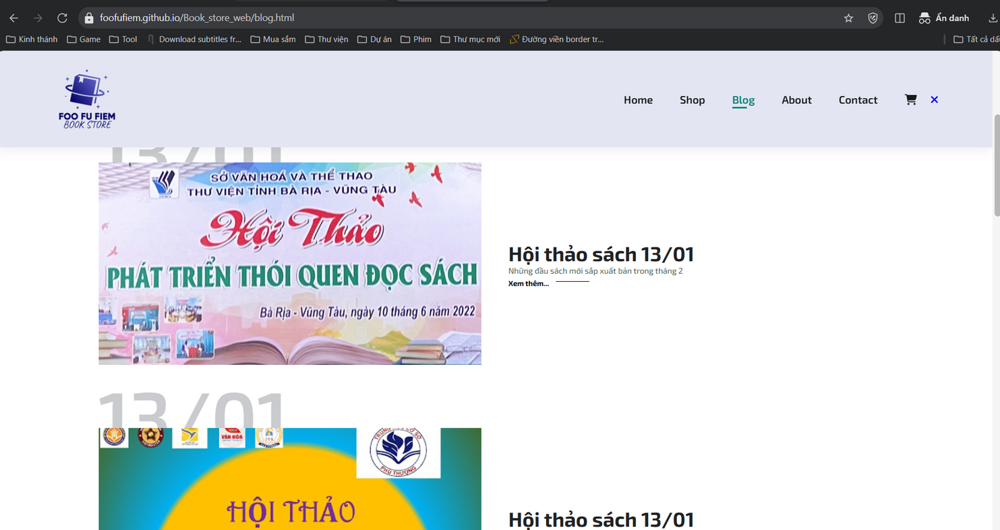 foofufiem.github.io/Book_store_web/blog.html
Ẩn danh
Kinh thánh
Game
Tool
Download subtitles fr...
Mua sắm
Thư viện
Dự án
Phim
Thư mục mới
Đường viền border tr...
Tất cả dấ
FOO FU FIEM
BOOK STORE
Home
Shop
Blog
About
Contact
13/01
SỞ VĂN HOÁ VÀ THỂ THAO
THƯ VIỆN TỈNH BÀ RỊA - VŨNG TÀU
Hội Thảo
PHÁT TRIỂN THÓI QUEN ĐỌC SÁCH
Bà Rịa - Vũng Tàu, ngày 10 tháng 6 năm 2022
Hội thảo sách 13/01
Những đầu sách mới sắp xuất bản trong tháng 2
Xem thêm...
13/01
VĂN HÓA
PHÚ THƯỢNG
HỘI THẢO
Hội thảo sách 13/01